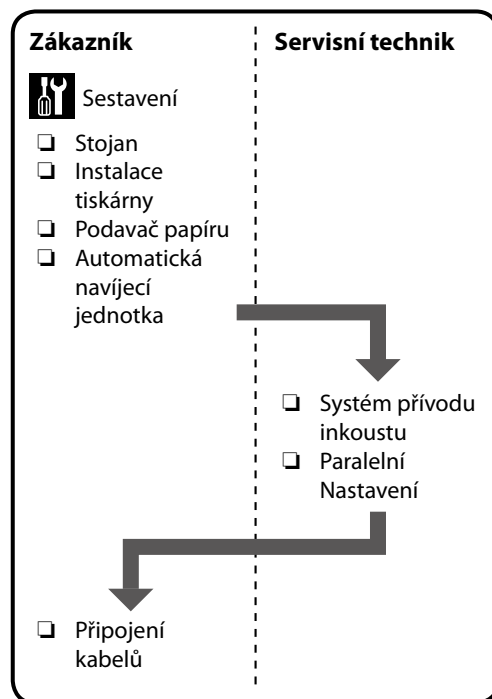 Zákazník
Servisní technik
Sestavení
❏ Stojan
❏ Instalace
tiskárny
❏ Podavač papíru
❏ Automatická
navíjecí
jednotka
❏ Systém přívodu
inkoustu
❏ Paralelní
Nastavení
❏ Připojení
kabelů